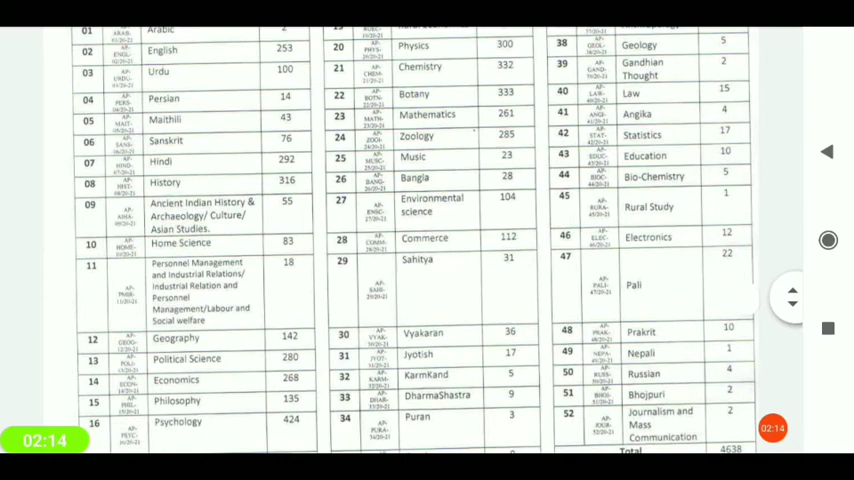 01 AP-ARAB-01/20-21 Arabic 2
02 AP-ENGL-02/20-21 English 253
03 AP-URDU-03/20-21 Urdu 100
04 AP-PERS-04/20-21 Persian 14
05 AP-MAIT-05/20-21 Maithili 43
06 AP-SANS-06/20-21 Sanskrit 76
07 AP-HIND-07/20-21 Hindi 292
08 AP-HIST-08/20-21 History 316
09 AP-AIHA-09/20-21 Ancient Indian History & 55
Archaeology/ Culture/
Asian Studies.
10 AP-HOME-10/20-21 Home Science 83
11 AP-PMIR-11/20-21 Personnel Management 18
and Industrial Relations/
Industrial Relation and
Personnel
Management/Labour and
Social welfare
12 AP-GEOG-12/20-21 Geography 142
13 AP-POLI-13/20-21 Political Science 280
14 AP-ECON-14/20-21 Economics 268
15 AP-PHIL-15/20-21 Philosophy 135
16 AP-PSYC-16/20-21 Psychology 424
20 AP-PHYS-20/20-21 Physics 300
21 AP-CHEM-21/20-21 Chemistry 332
22 AP-BOTN-22/20-21 Botany 333
23 AP-MATH-23/20-21 Mathematics 261
24 AP-ZOOl-24/20-21 Zoology 285
25 AP-MUSC-25/20-21 Music 23
26 AP-BANG-26/20-21 Bangla 28
27 AP-ENSC-27/20-21 Environmental 104
science
28 AP-COMM-28/20-21 Commerce 112
29 AP-SAHI-29/20-21 Sahitya 31
30 AP-VYAK-30/20-21 Vyakaran 36
31 AP-JYOT-31/20-21 Jyotish 17
32 AP-KARM-32/20-21 KarmKand 5
33 AP-DHAR-33/20-21 DharmaShastra 9
34 AP-PURA-34/20-21 Puran 3
38 AP-GEOL-38/20-21 Geology 5
39 AP-GAND-39/20-21 Gandhian 2
Thought
40 AP-LAW-40/20-21 Law 15
41 AP-ANGI-41/20-21 Angika 4
42 AP-STAT-42/20-21 Statistics 17
43 AP-EDUC-43/20-21 Education 10
44 AP-BIOC-44/20-21 Bio-Chemistry 5
45 AP-RURA-45/20-21 Rural Study 1
46 AP-ELEC-46/20-21 Electronics 12
47 AP-PALI-47/20-21 Pali 22
48 AP-PRAK-48/20-21 Prakrit 10
49 AP-NEPA-49/20-21 Nepali 1
50 AP-RUSS-50/20-21 Russian 4
51 AP-BHOJ-51/20-21 Bhojpuri 2
52 AP-JOUR-52/20-21 Journalism and 2
Mass
Communication
Total 4638
02:14
02:14